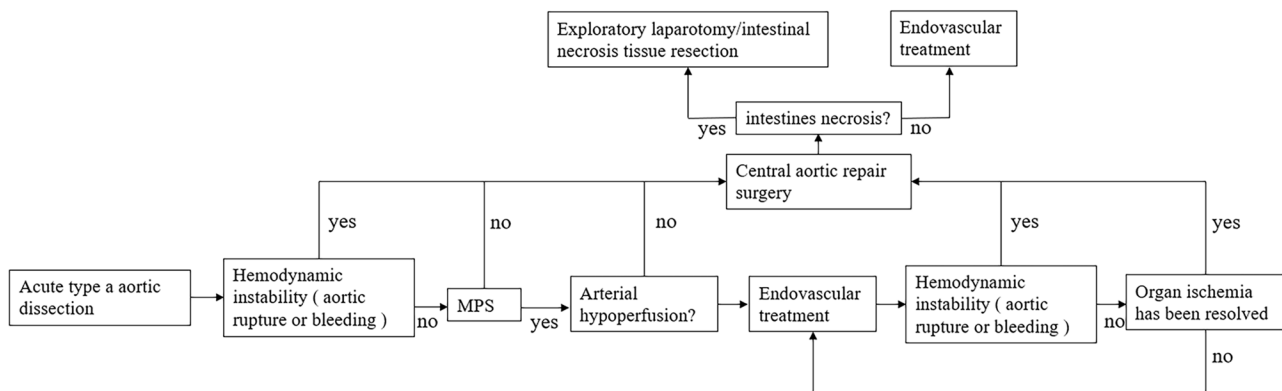 Exploratory laparotomy/intestinal
necrosis tissue resection
Endovascular
treatment
yes
intestines necrosis?
no
Central aortic repair
surgery
yes
no
no
yes
yes
Acute type a aortic
dissection
Hemodynamic
instability ( aortic
rupture or bleeding )
no
MPS
yes
Arterial
hypoperfusion?
Endovascular
treatment
Hemodynamic
instability ( aortic
rupture or bleeding )
no
Organ ischemia
has been resolved
no